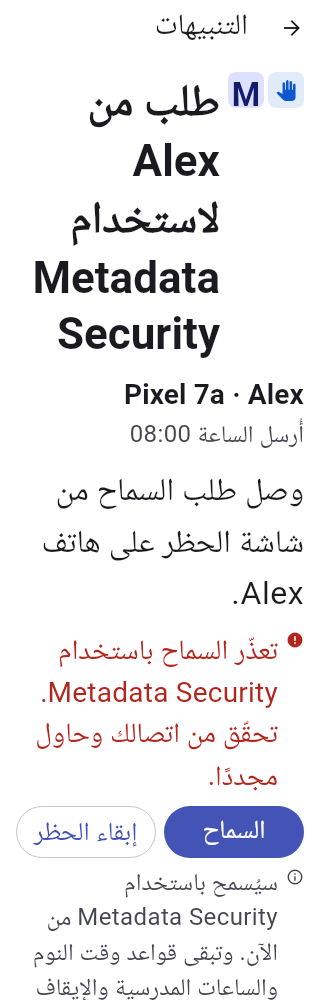 التنبيهات
M
طلب من
Alex
لاستخدام
Metadata
Security
Pixel 7a · Alex
أرسل الساعة 08:00
وصل طلب السماح من
شاشة الحظر على هاتف
Alex.
تعذّر السماح باستخدام
Metadata Security.
تحقّق من اتصالك وحاول
مجددًا.
السماح
إبقاء الحظر
سيُسمح باستخدام
Metadata Security من
الآن. وتبقى قواعد وقت النوم
والساعات المدرسية والإيقاف